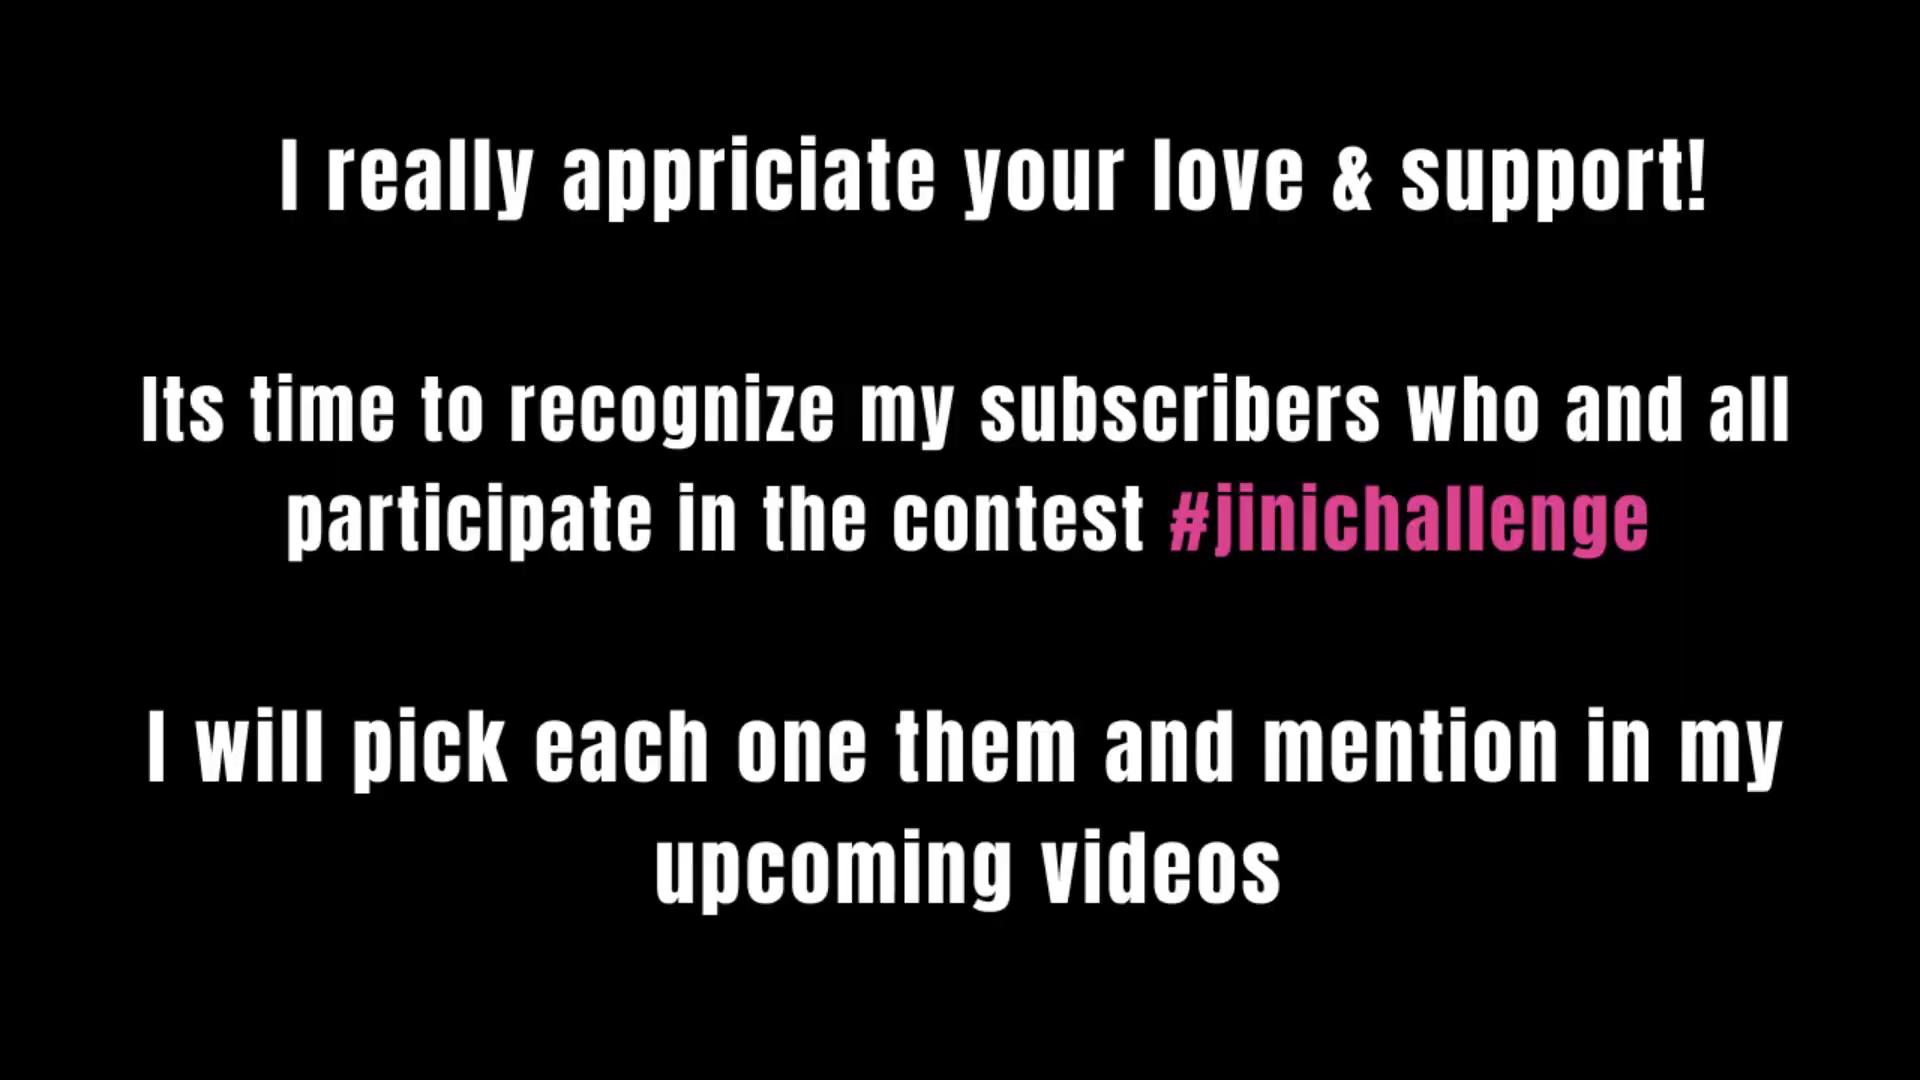 I really appriciate your love & support!
Its time to recognize my subscribers who and all
participate in the contest #jinichallenge
I will pick each one them and mention in my
upcoming videos